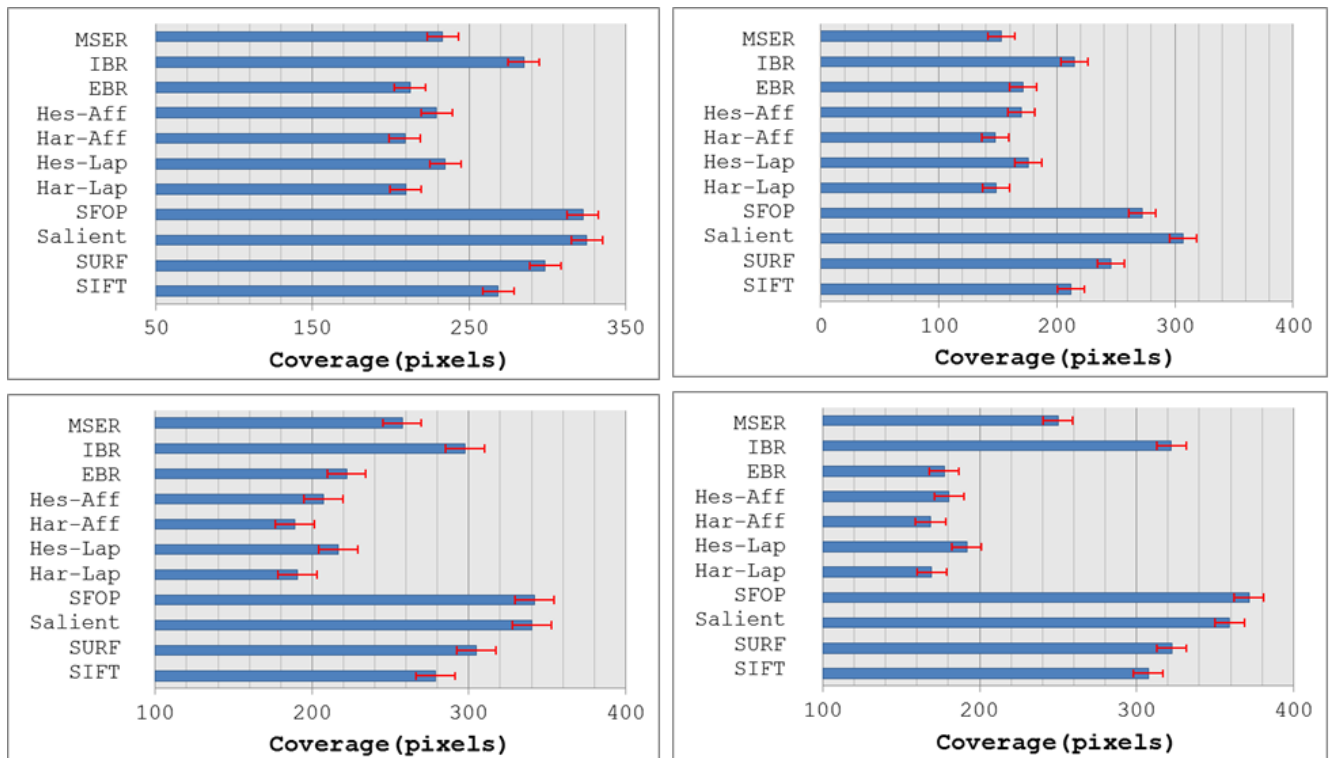 MSER
IBR
EBR
Hes-Aff
Har-Aff
Hes-Lap
Har-Lap
SFOP
Salient
SURF
SIFT
50 150 250 350
Coverage(pixels)
MSER
IBR
EBR
Hes-Aff
Har-Aff
Hes-Lap
Har-Lap
SFOP
Salient
SURF
SIFT
0 100 200 300 400
Coverage(pixels)
MSER
IBR
EBR
Hes-Aff
Har-Aff
Hes-Lap
Har-Lap
SFOP
Salient
SURF
SIFT
100 200 300 400
Coverage(pixels)
MSER
IBR
EBR
Hes-Aff
Har-Aff
Hes-Lap
Har-Lap
SFOP
Salient
SURF
SIFT
100 200 300 400
Coverage(pixels)